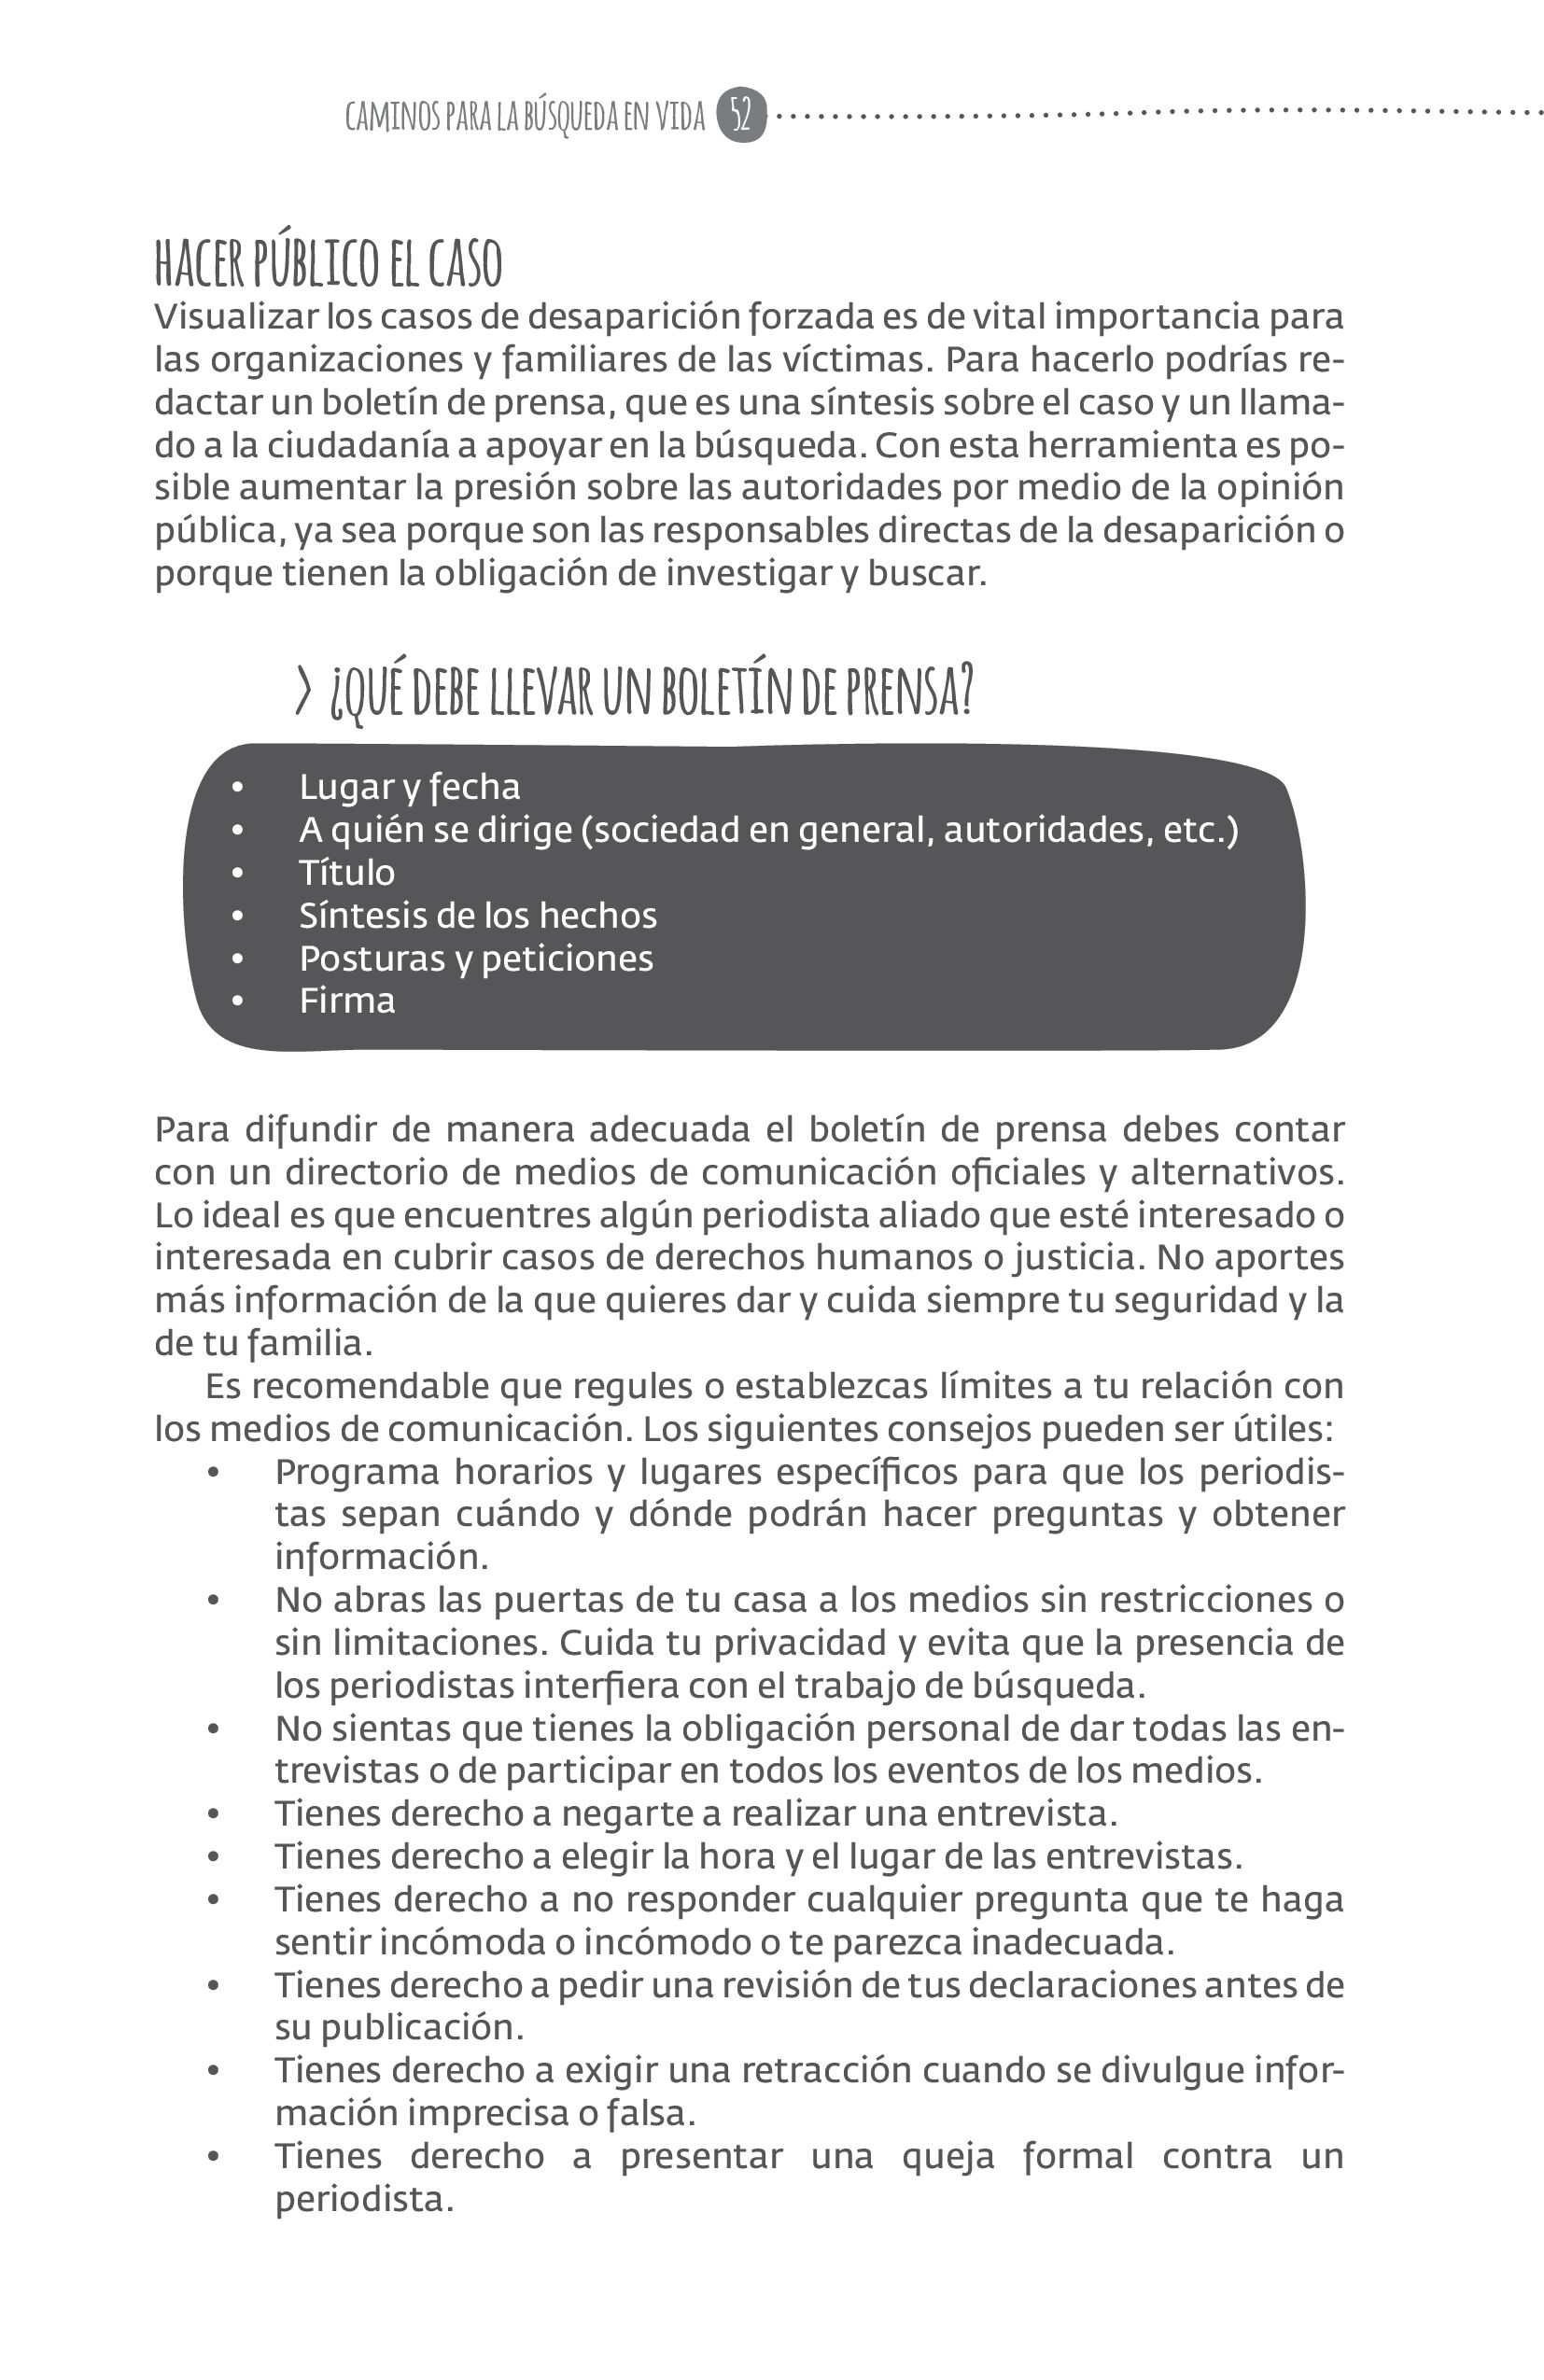 CAMINOS PARA LA BÚSQUEDA EN VIDA 52
HACER PÚBLICO EL CASO
Visualizar los casos de desaparición forzada es de vital importancia para
las organizaciones y familiares de las víctimas. Para hacerlo podrías re-
dactar un boletín de prensa, que es una síntesis sobre el caso y un llama-
do a la ciudadanía a apoyar en la búsqueda. Con esta herramienta es po-
sible aumentar la presión sobre las autoridades por medio de la opinión
pública, ya sea porque son las responsables directas de la desaparición o
porque tienen la obligación de investigar y buscar.
> ¿QUÉ DEBE LLEVAR UN BOLETÍN DE PRENSA?
• Lugar y fecha
• A quién se dirige (sociedad en general, autoridades, etc.)
• Título
• Síntesis de los hechos
• Posturas y peticiones
• Firma
Para difundir de manera adecuada el boletín de prensa debes contar
con un directorio de medios de comunicación oficiales y alternativos.
Lo ideal es que encuentres algún periodista aliado que esté interesado o
interesada en cubrir casos de derechos humanos o justicia. No aportes
más información de la que quieres dar y cuida siempre tu seguridad y la
de tu familia.
Es recomendable que regules o establezcas límites a tu relación con
los medios de comunicación. Los siguientes consejos pueden ser útiles:
• Programa horarios y lugares específicos para que los periodis-
tas sepan cuándo y dónde podrán hacer preguntas y obtener
información.
• No abras las puertas de tu casa a los medios sin restricciones o
sin limitaciones. Cuida tu privacidad y evita que la presencia de
los periodistas interfiera con el trabajo de búsqueda.
• No sientas que tienes la obligación personal de dar todas las en-
trevistas o de participar en todos los eventos de los medios.
• Tienes derecho a negarte a realizar una entrevista.
• Tienes derecho a elegir la hora y el lugar de las entrevistas.
• Tienes derecho a no responder cualquier pregunta que te haga
sentir incómoda o incómodo o te parezca inadecuada.
• Tienes derecho a pedir una revisión de tus declaraciones antes de
su publicación.
• Tienes derecho a exigir una retracción cuando se divulgue infor-
mación imprecisa o falsa.
• Tienes derecho a presentar una queja formal contra un
periodista.